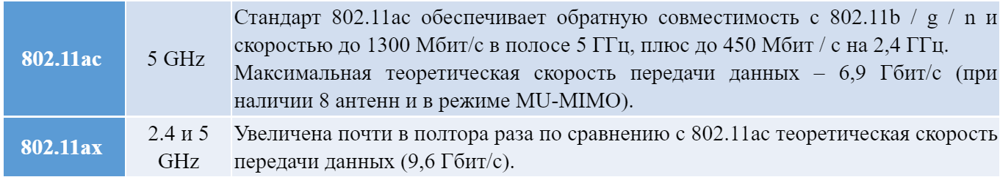 802.11ac
5 GHz
Стандарт 802.11ac обеспечивает обратную совместимость с 802.11b / g / n и
скоростью до 1300 Мбит/с в полосе 5 ГГц, плюс до 450 Мбит / с на 2,4 ГГц.
Максимальная теоретическая скорость передачи данных – 6,9 Гбит/с (при
наличии 8 антенн и в режиме MU-MIMO).
802.11ax
2.4 и 5
GHz
Увеличена почти в полтора раза по сравнению с 802.11ac теоретическая скорость
передачи данных (9,6 Гбит/с).